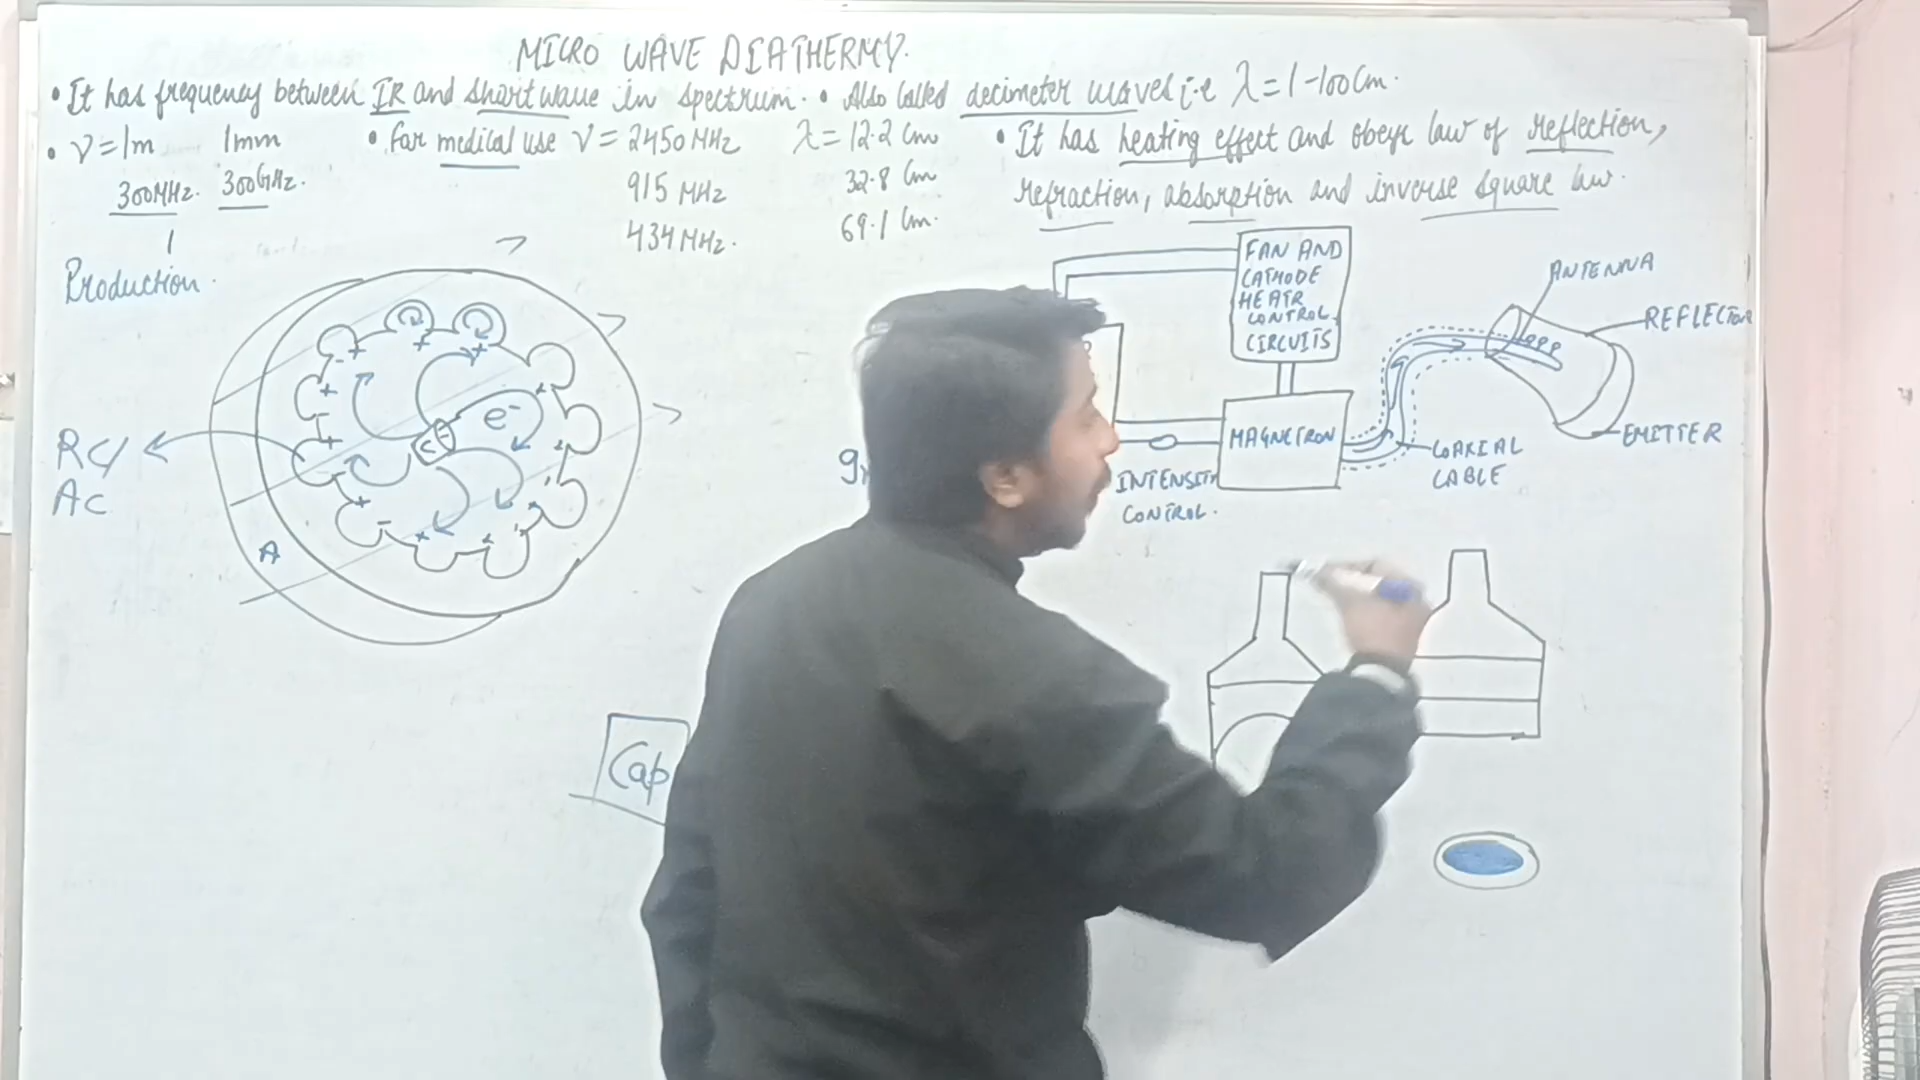 MICRO WAVE DIATHERMY.
• It has frequency between IR and short wave in spectrum. • Also Called decimeter waves i.e λ = 1-100 Cm.
• ν = 1m 1mm
300MHz. 300GHz.
• For medical use ν = 2450 MHz λ = 12.2 Cm
915 MHz 32.8 Cm
434 MHz. 69.1 Cm.
• It has heating effect and obeys law of reflection,
refraction, absorption and inverse square law.
Production.
RC/
AC
A
C
e-
Cap
FAN AND
CATHODE
HEATR
CONTROL
CIRCUITS
MAGNETRON
INTENSITY
CONTROL.
COAXIAL
CABLE
ANTENNA
REFLECTOR
EMITTER